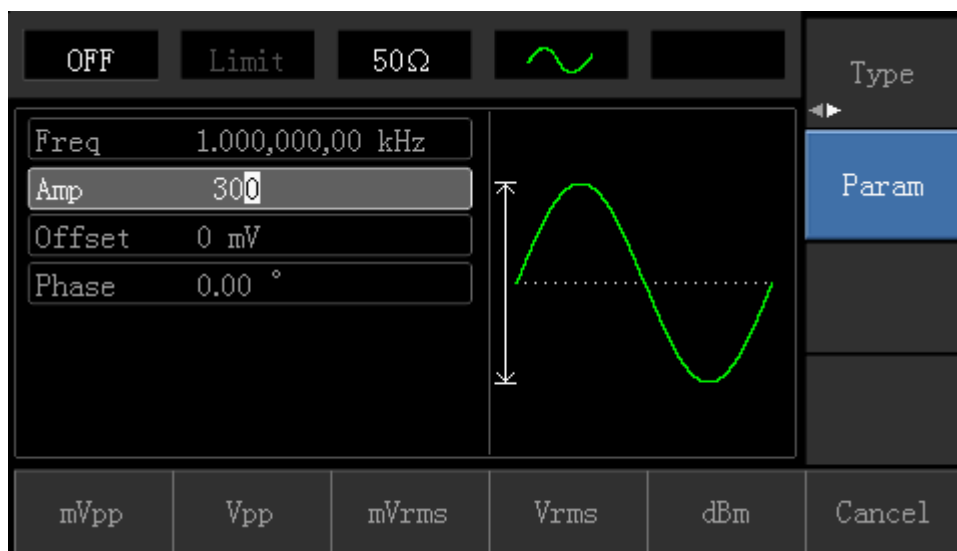 OFF Limit 50Ω
Type
Freq 1.000,000,00 kHz
Amp 300
Param
Offset 0 mV
Phase 0.00 °
mVpp Vpp mVrms Vrms dBm Cancel